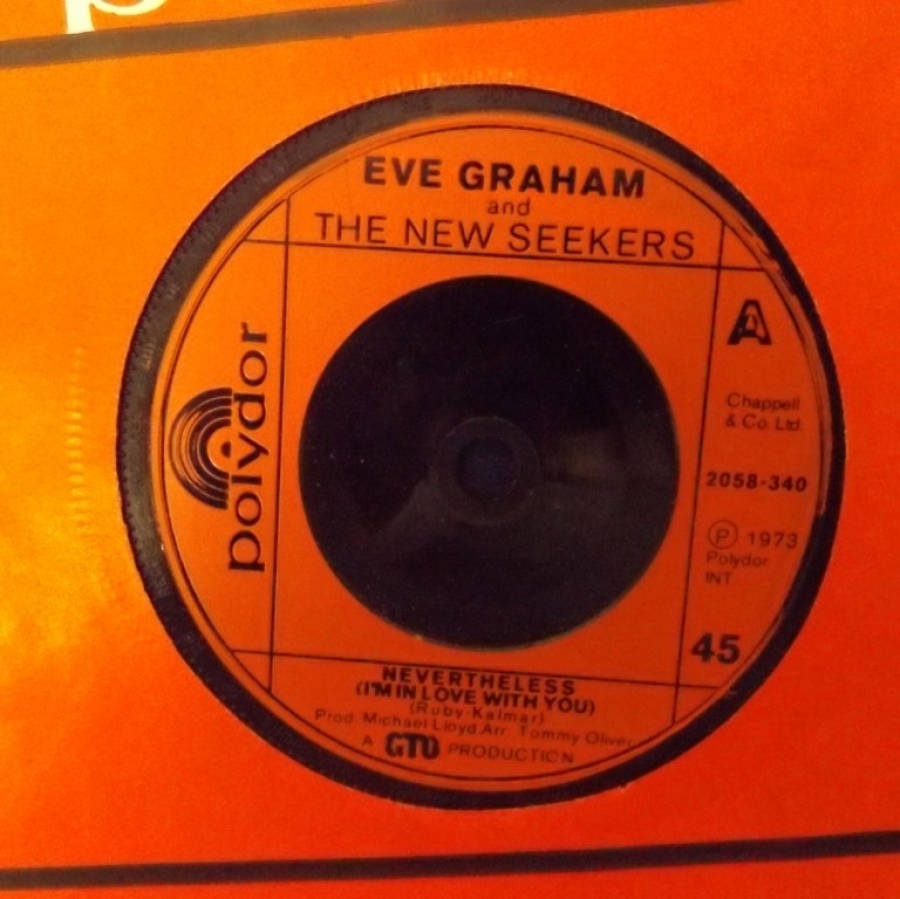 EVE GRAHAM
and
THE NEW SEEKERS
polydor
A
Chappell
& Co. Ltd.
2058-340
Ⓟ 1973
Polydor
INT
45
NEVERTHELESS
(I'M IN LOVE WITH YOU)
(Ruby-Kalmar)
Prod. Michael Lloyd. Arr. Tommy Oliver
A GTO PRODUCTION